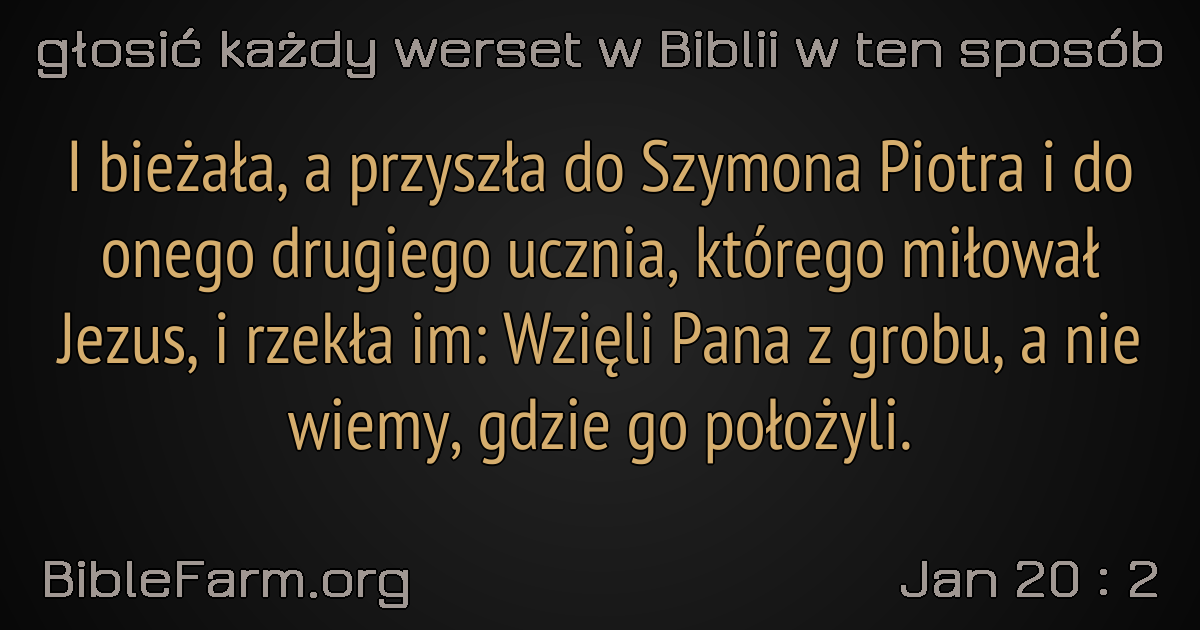 głosić każdy werset w Biblii w ten sposób
I bieżała, a przyszła do Szymona Piotra i do
onego drugiego ucznia, którego miłował
Jezus, i rzekła im: Wzięli Pana z grobu, a nie
wiemy, gdzie go położyli.
BibleFarm.org
Jan 20 : 2